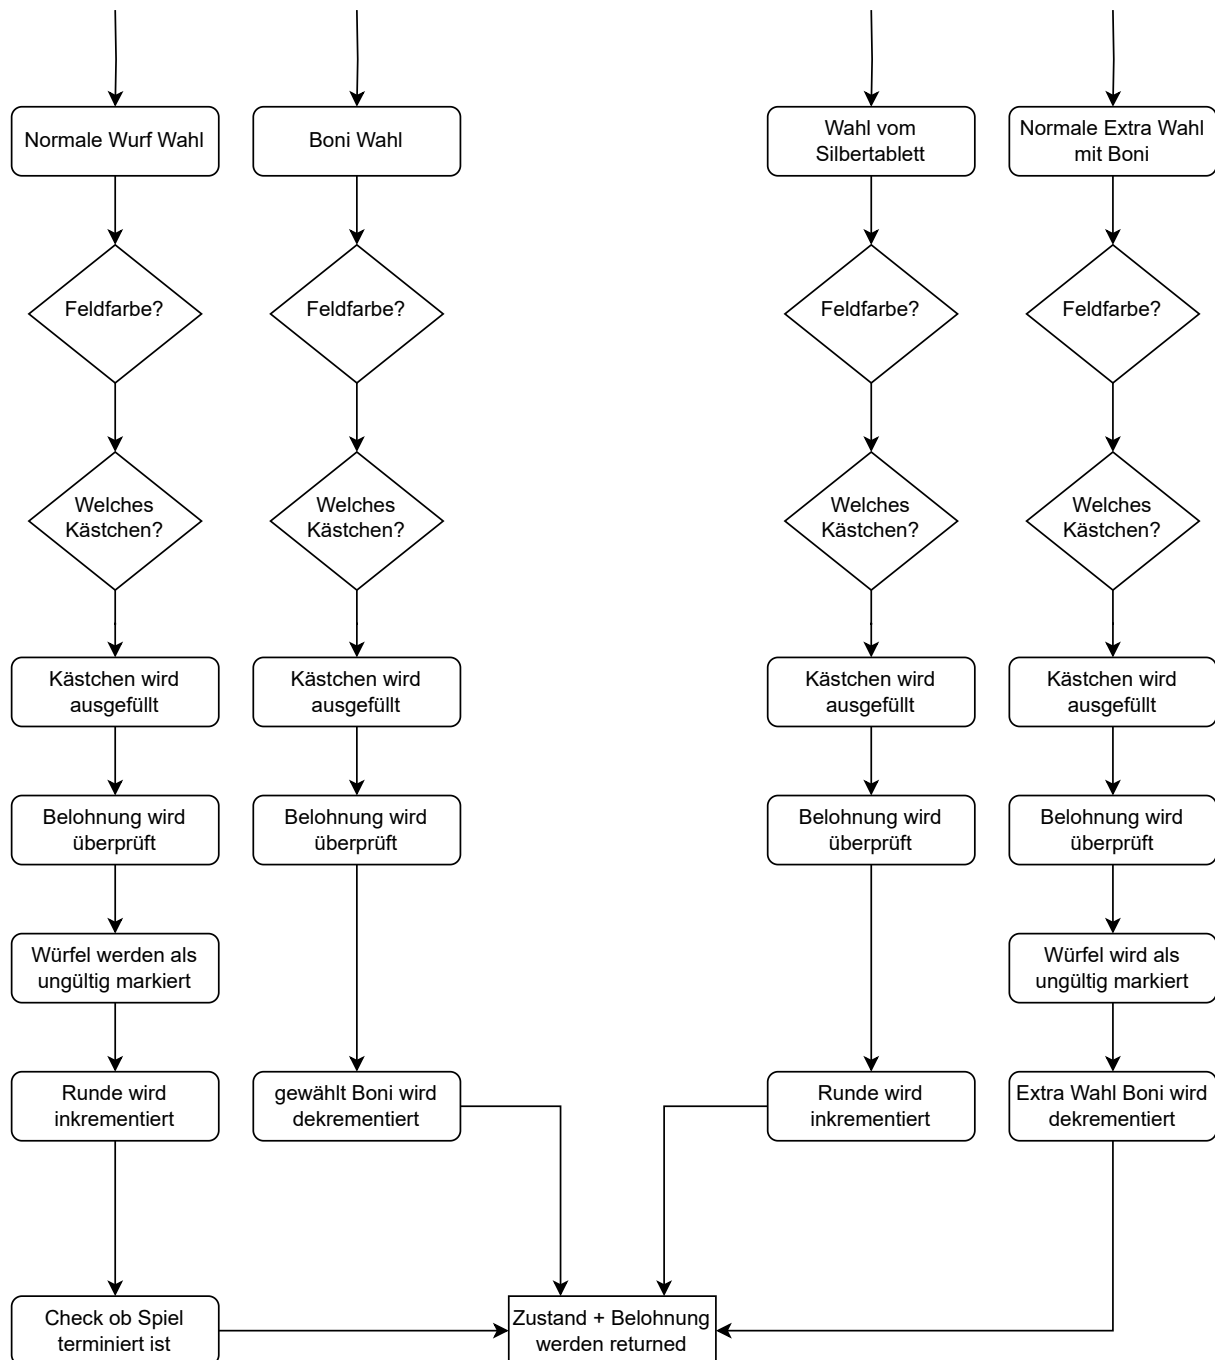 Normale Wurf Wahl
Boni Wahl
Wahl vom
Silbertablett
Normale Extra Wahl
mit Boni
Feldfarbe?
Feldfarbe?
Feldfarbe?
Feldfarbe?
Welches
Kästchen?
Welches
Kästchen?
Welches
Kästchen?
Welches
Kästchen?
Kästchen wird
ausgefüllt
Kästchen wird
ausgefüllt
Kästchen wird
ausgefüllt
Kästchen wird
ausgefüllt
Belohnung wird
überprüft
Belohnung wird
überprüft
Belohnung wird
überprüft
Belohnung wird
überprüft
Würfel werden als
ungültig markiert
Würfel wird als
ungültig markiert
Runde wird
inkrementiert
gewählt Boni wird
dekrementiert
Runde wird
inkrementiert
Extra Wahl Boni wird
dekrementiert
Check ob Spiel
terminiert ist
Zustand + Belohnung
werden returned